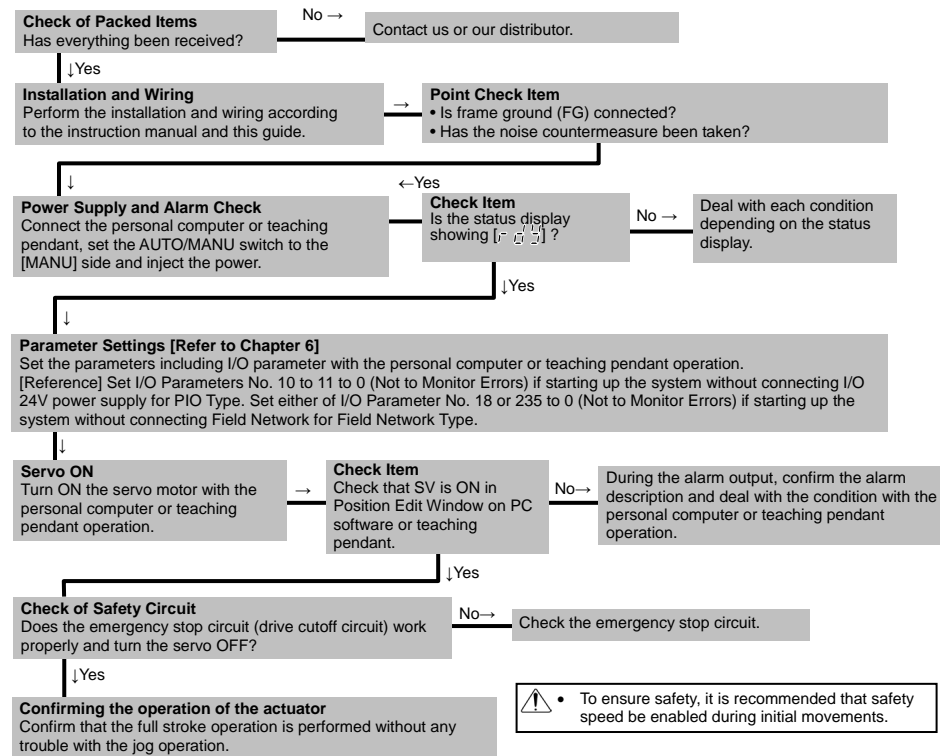 Check of Packed Items
Has everything been received?
No →
Contact us or our distributor.
↓Yes
Installation and Wiring
Perform the installation and wiring according
to the instruction manual and this guide.
→
Point Check Item
• Is frame ground (FG) connected?
• Has the noise countermeasure been taken?
↓
←Yes
Power Supply and Alarm Check
Connect the personal computer or teaching
pendant, set the AUTO/MANU switch to the
[MANU] side and inject the power.
Check Item
Is the status display
showing [rdy] ?
No →
Deal with each condition
depending on the status
display.
↓Yes
↓
Parameter Settings [Refer to Chapter 6]
Set the parameters including I/O parameter with the personal computer or teaching pendant operation.
[Reference] Set I/O Parameters No. 10 to 11 to 0 (Not to Monitor Errors) if starting up the system without connecting I/O
24V power supply for PIO Type. Set either of I/O Parameter No. 18 or 235 to 0 (Not to Monitor Errors) if starting up the
system without connecting Field Network for Field Network Type.
↓
Servo ON
Turn ON the servo motor with the
personal computer or teaching
pendant operation.
→
Check Item
Check that SV is ON in
Position Edit Window on PC
software or teaching
pendant.
No→
During the alarm output, confirm the alarm
description and deal with the condition with the
personal computer or teaching pendant
operation.
↓Yes
Check of Safety Circuit
Does the emergency stop circuit (drive cutoff circuit) work
properly and turn the servo OFF?
No→
Check the emergency stop circuit.
↓Yes
Confirming the operation of the actuator
Confirm that the full stroke operation is performed without any
trouble with the jog operation.
• To ensure safety, it is recommended that safety
speed be enabled during initial movements.